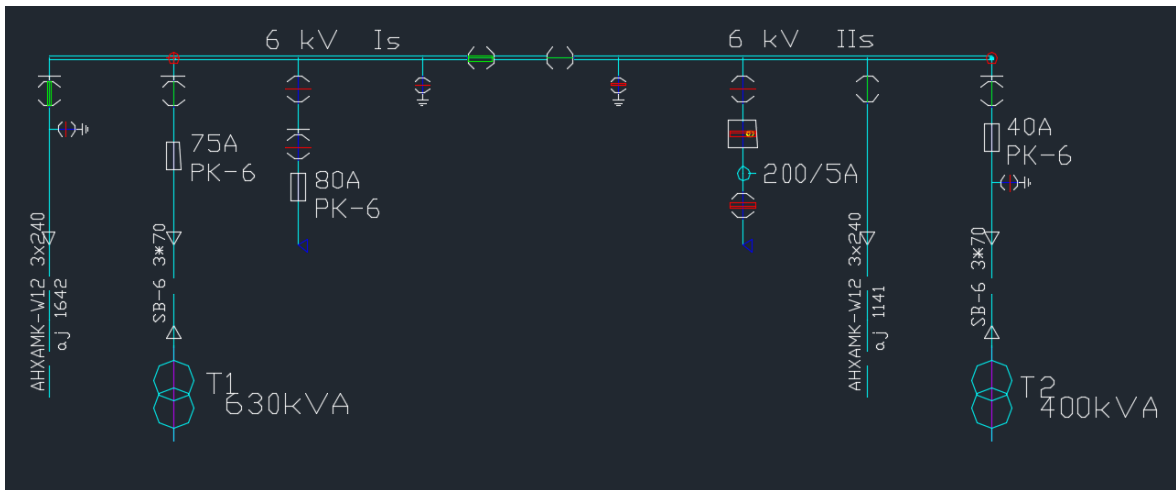 6 kV Is
6 kV IIs
75A
PK-6
80A
PK-6
200/5A
40A
PK-6
AHXAMK-W12 3x240
aj 1642
SB-6 3*70
AHXAMK-W12 3x240
aj 1141
SB-6 3*70
T1
630kVA
T2
400kVA